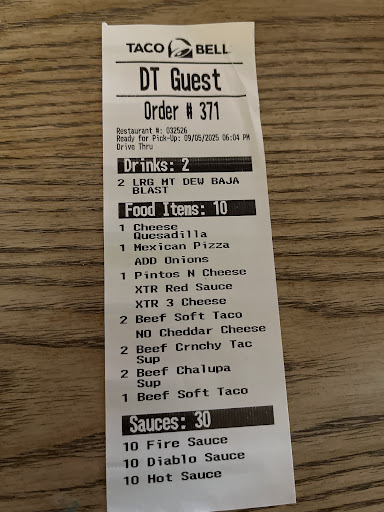 TACO BELL
DT Guest
Order # 371
Restaurant #: 032526
Ready for Pick-Up: 09/05/2025 06:04 PM
Drive Thru
Drinks: 2
2 LRG MT DEW BAJA
BLAST
Food Items: 10
1 Cheese
Quesadilla
1 Mexican Pizza
ADD Onions
1 Pintos N Cheese
XTR Red Sauce
XTR 3 Cheese
2 Beef Soft Taco
NO Cheddar Cheese
2 Beef Crnchy Tac
Sup
2 Beef Chalupa
Sup
1 Beef Soft Taco
Sauces: 30
10 Fire Sauce
10 Diablo Sauce
10 Hot Sauce